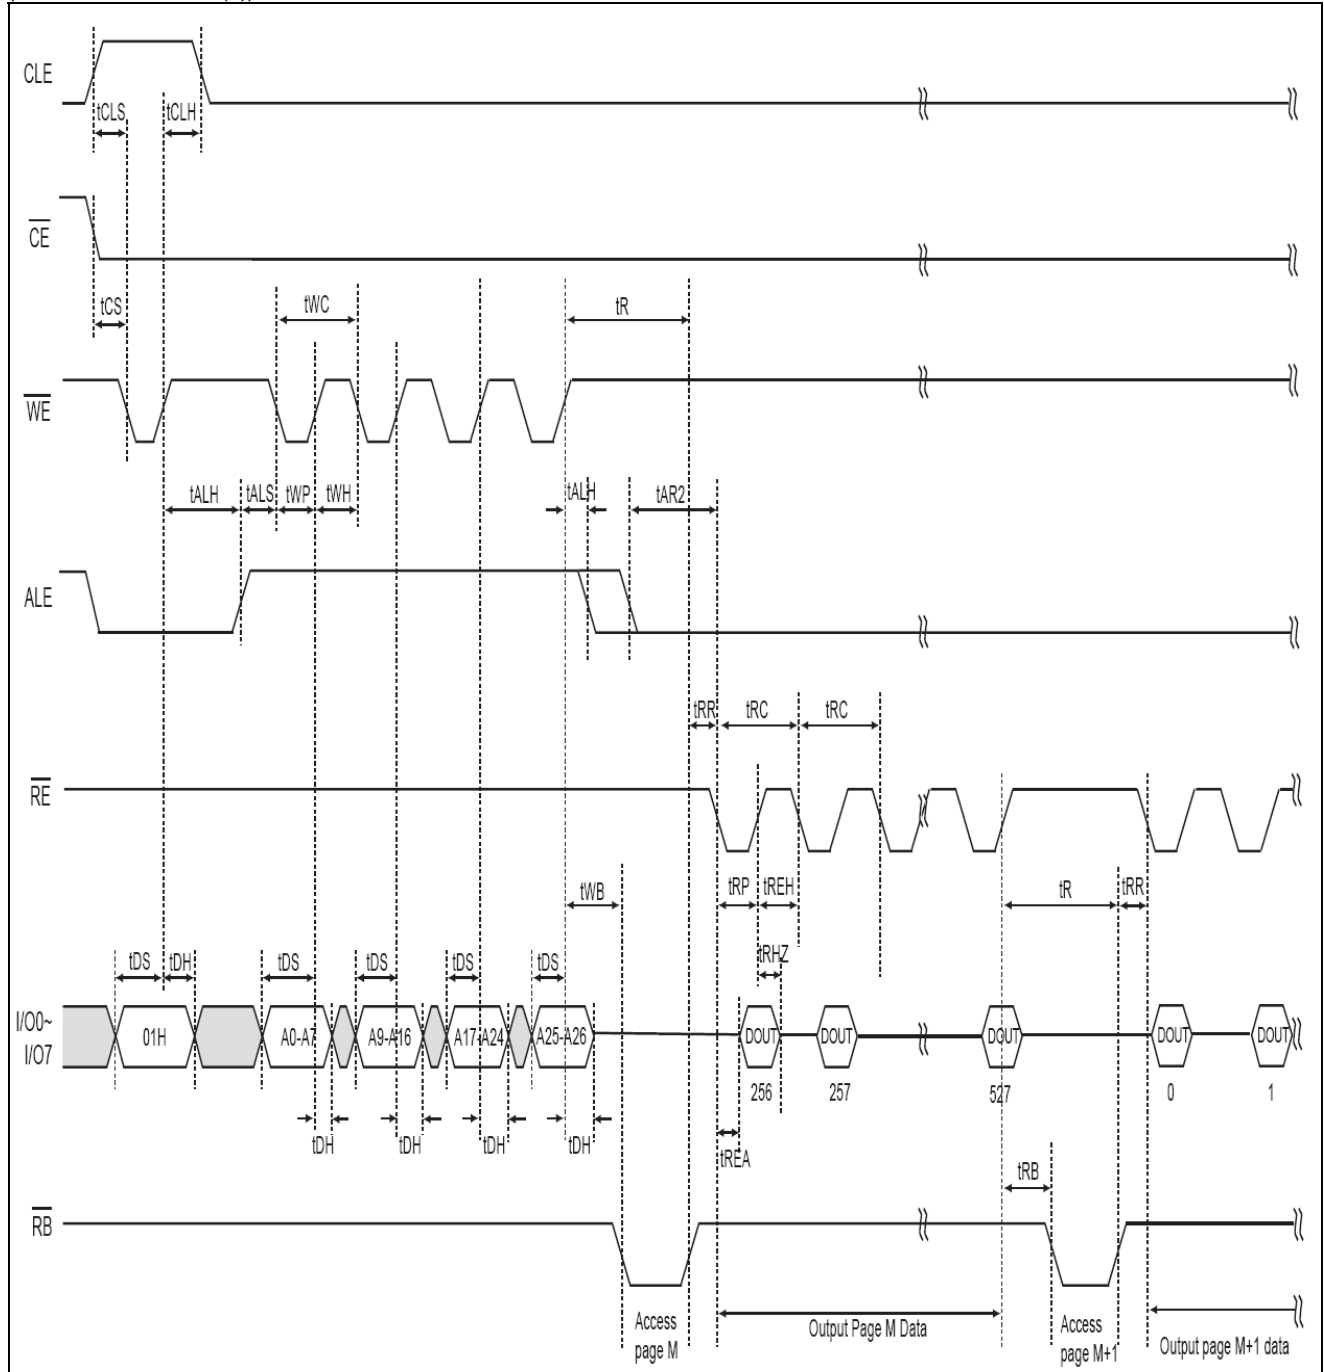 CLE
tCLS
tCLH
CE
tCS
tWC
tR
WE
tALH
tALS
tWP
tWH
tALH
tAR2
ALE
tRR
tRC
tRC
RE
tWB
tRP
tREH
tR
tRR
tRHZ
tDS
tDH
tDS
tDS
tDS
tDS
I/O0~
I/O7
01H
A0-A7
A9-A16
A17-A24
A25-A26
DOUT
DOUT
DOUT
DOUT
DOUT
256
257
527
0
1
tDH
tDH
tDH
tDH
tREA
tRB
RB
Access
page M
Output Page M Data
Access
page M+1
Output page M+1 data